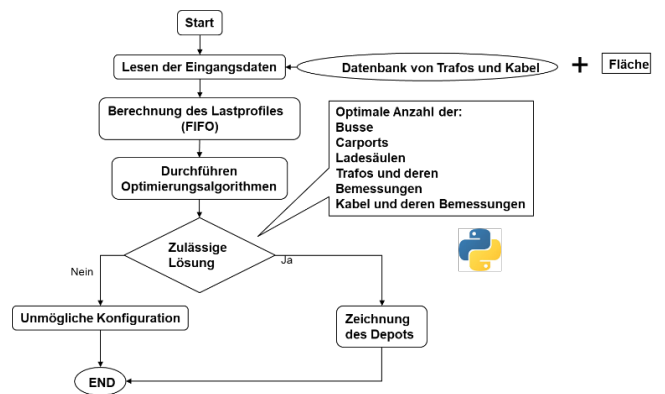 Start
Lesen der Eingangsdaten
Datenbank von Trafos und Kabel
+
Fläche
Berechnung des Lastprofiles
(FIFO)
Optimale Anzahl der:
Busse
Carports
Ladesäulen
Trafos und deren
Bemessungen
Kabel und deren Bemessungen
Durchführen
Optimierungsalgorithmen
Zulässige
Lösung
Nein
Ja
Unmögliche Konfiguration
Zeichnung
des Depots
END